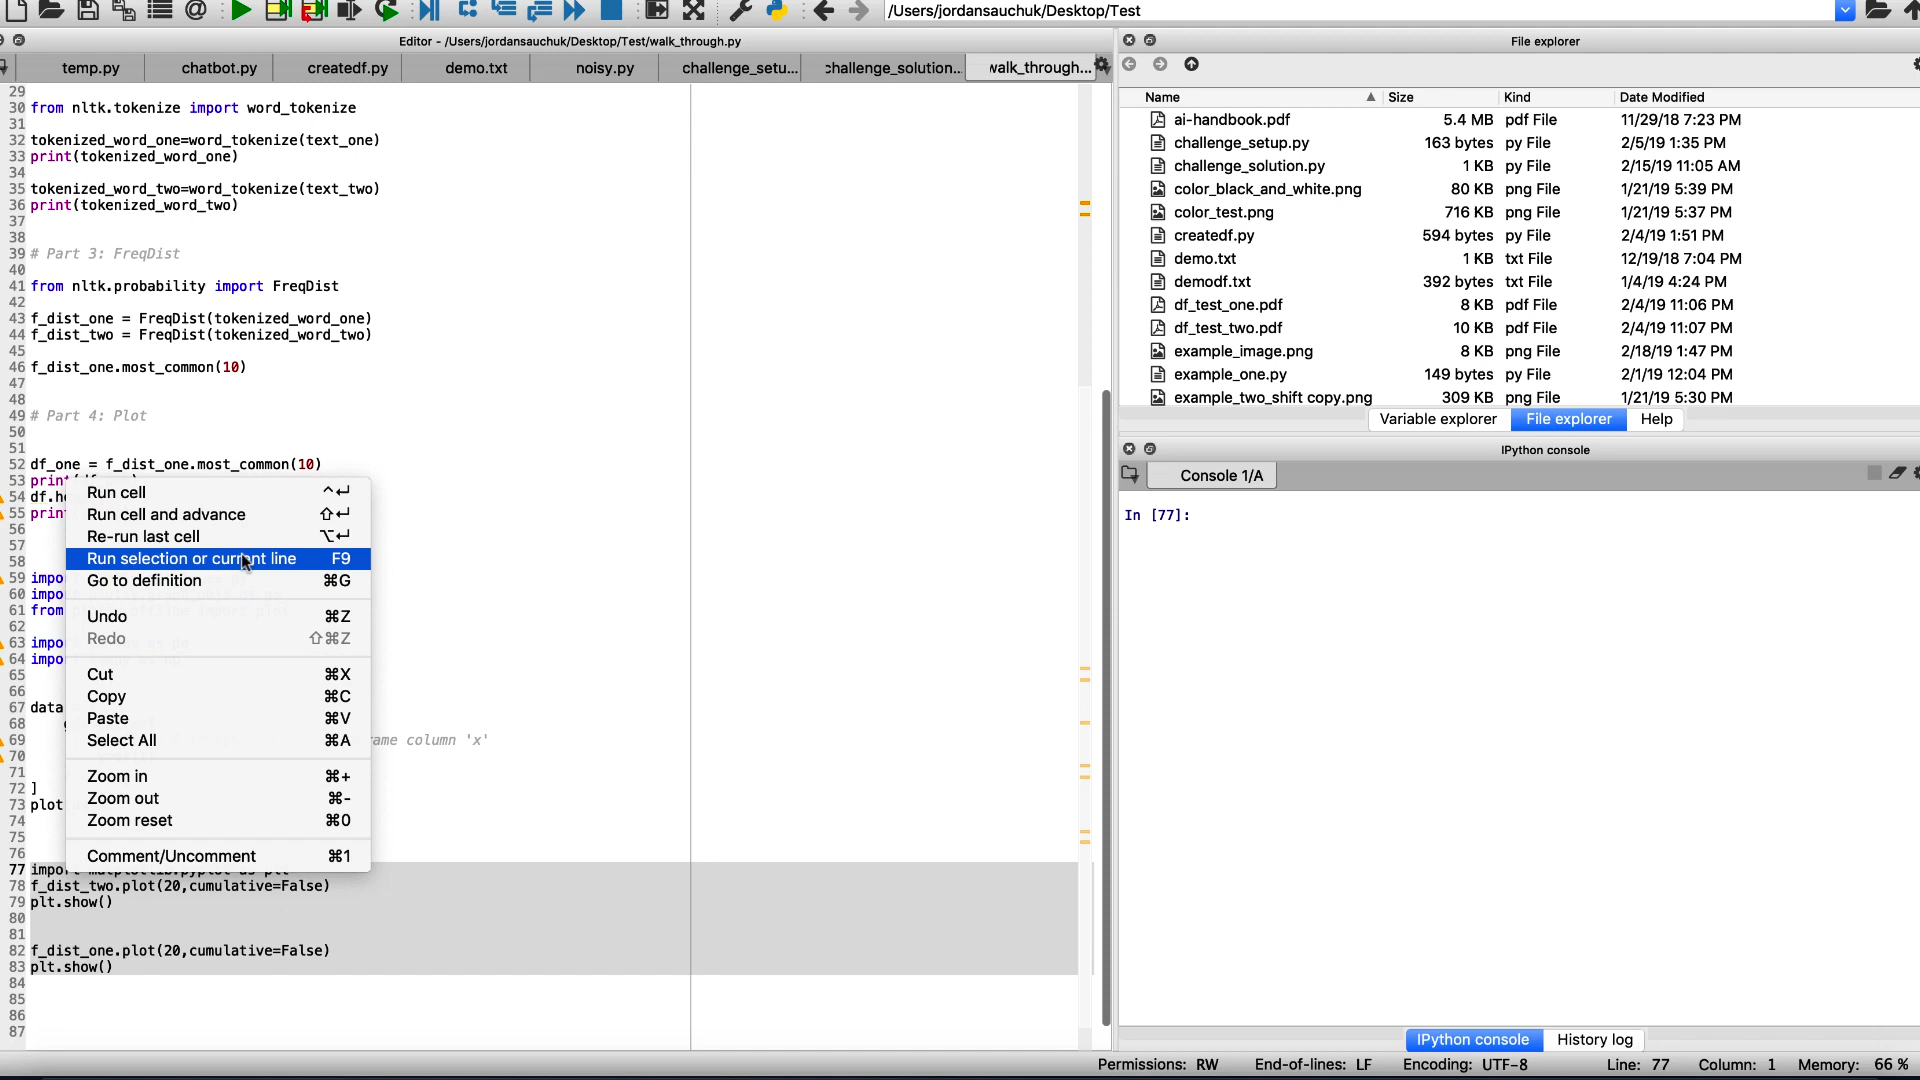 /Users/jordansauchuk/Desktop/Test
Editor - /Users/jordansauchuk/Desktop/Test/walk_through.py
temp.py
chatbot.py
createdf.py
demo.txt
noisy.py
challenge_setu...
challenge_solution...
walk_through...
29
30 from nltk.tokenize import word_tokenize
31
32 tokenized_word_one=word_tokenize(text_one)
33 print(tokenized_word_one)
34
35 tokenized_word_two=word_tokenize(text_two)
36 print(tokenized_word_two)
37
38
39 # Part 3: FreqDist
40
41 from nltk.probability import FreqDist
42
43 f_dist_one = FreqDist(tokenized_word_one)
44 f_dist_two = FreqDist(tokenized_word_two)
45
46 f_dist_one.most_common(10)
47
48
49 # Part 4: Plot
50
51
52 df_one = f_dist_one.most_common(10)
53 print
54 df.he
55 prin
56
57
58
59 impo
60 impo
61 from
62
63 impo
64 impo
65
66
67 data
68
69 ame column 'x'
70
71
72 ]
73 plot
74
75
76
77 import matplotlib.pyplot as plt
78 f_dist_two.plot(20,cumulative=False)
79 plt.show()
80
81
82 f_dist_one.plot(20,cumulative=False)
83 plt.show()
84
85
86
87
Run cell ^↵
Run cell and advance ⇧↵
Re-run last cell ⌥↵
Run selection or current line F9
Go to definition ⌘G
Undo ⌘Z
Redo ⇧⌘Z
Cut ⌘X
Copy ⌘C
Paste ⌘V
Select All ⌘A
Zoom in ⌘+
Zoom out ⌘-
Zoom reset ⌘0
Comment/Uncomment ⌘1
File explorer
Name Size Kind Date Modified
ai-handbook.pdf 5.4 MB pdf File 11/29/18 7:23 PM
challenge_setup.py 163 bytes py File 2/5/19 1:35 PM
challenge_solution.py 1 KB py File 2/15/19 11:05 AM
color_black_and_white.png 80 KB png File 1/21/19 5:39 PM
color_test.png 716 KB png File 1/21/19 5:37 PM
createdf.py 594 bytes py File 2/4/19 1:51 PM
demo.txt 1 KB txt File 12/19/18 7:04 PM
demodf.txt 392 bytes txt File 1/4/19 4:24 PM
df_test_one.pdf 8 KB pdf File 2/4/19 11:06 PM
df_test_two.pdf 10 KB pdf File 2/4/19 11:07 PM
example_image.png 8 KB png File 2/18/19 1:47 PM
example_one.py 149 bytes py File 2/1/19 12:04 PM
example_two_shift copy.png 309 KB png File 1/21/19 5:30 PM
Variable explorer File explorer Help
IPython console
Console 1/A
In [77]:
IPython console History log
Permissions: RW End-of-lines: LF Encoding: UTF-8 Line: 77 Column: 1 Memory: 66 %